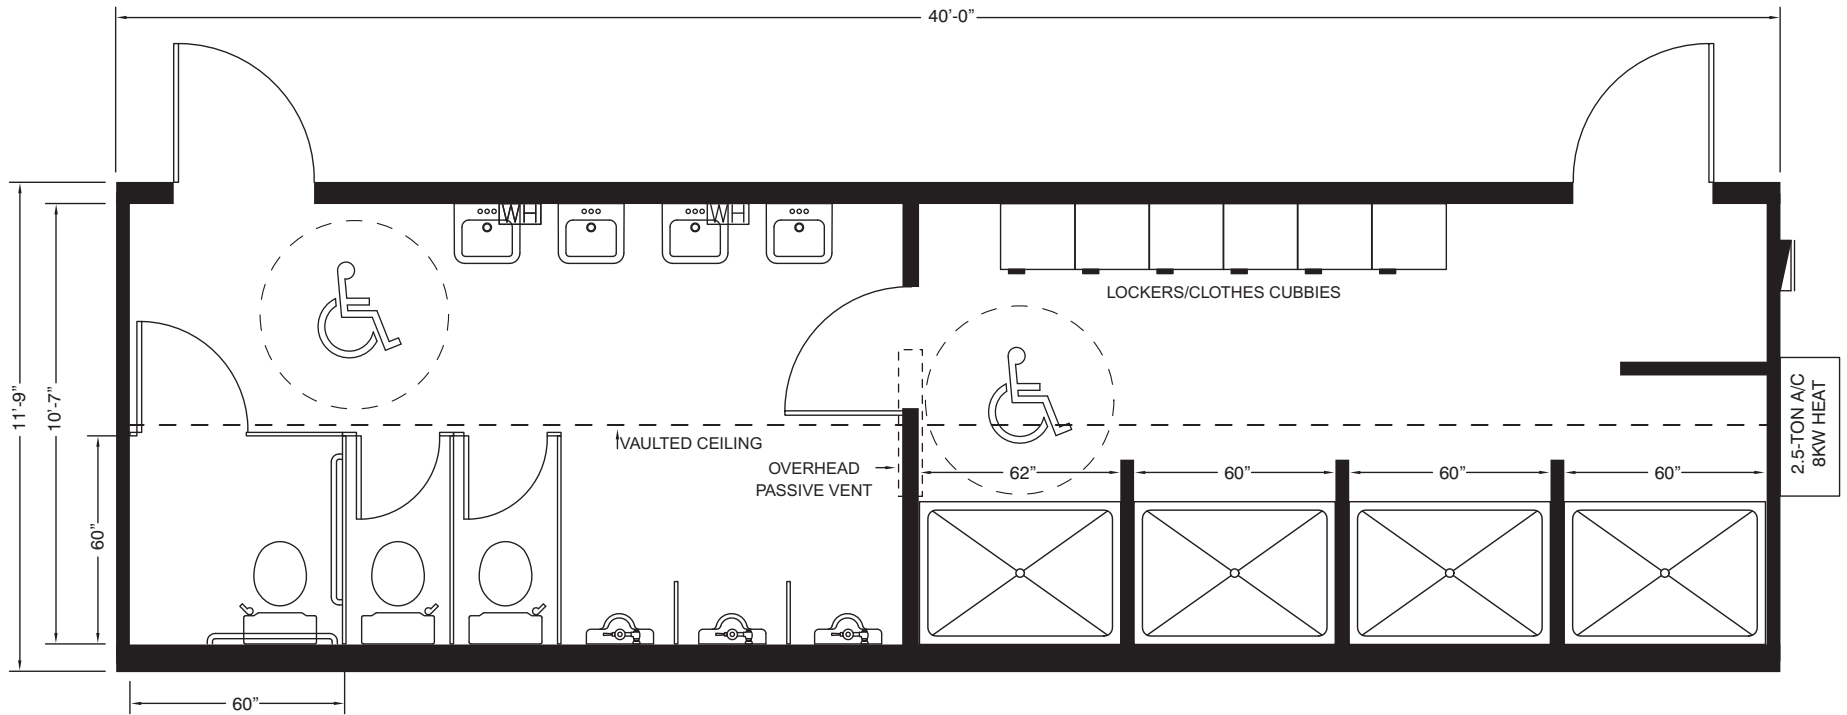 40’-0”
WH
WH
LOCKERS/CLOTHES CUBBIES
11’-9”
10’-7”
2.5-TON A/C
8KW HEAT
VAULTED CEILING
OVERHEAD
PASSIVE VENT
62”
60”
60”
60”
60”
60”